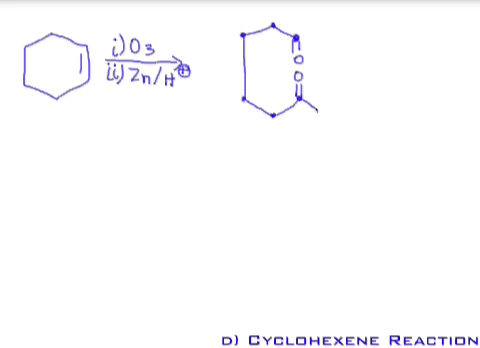 i) O3
ii) Zn/H⊕
O
O
D) CYCLOHEXENE REACTION